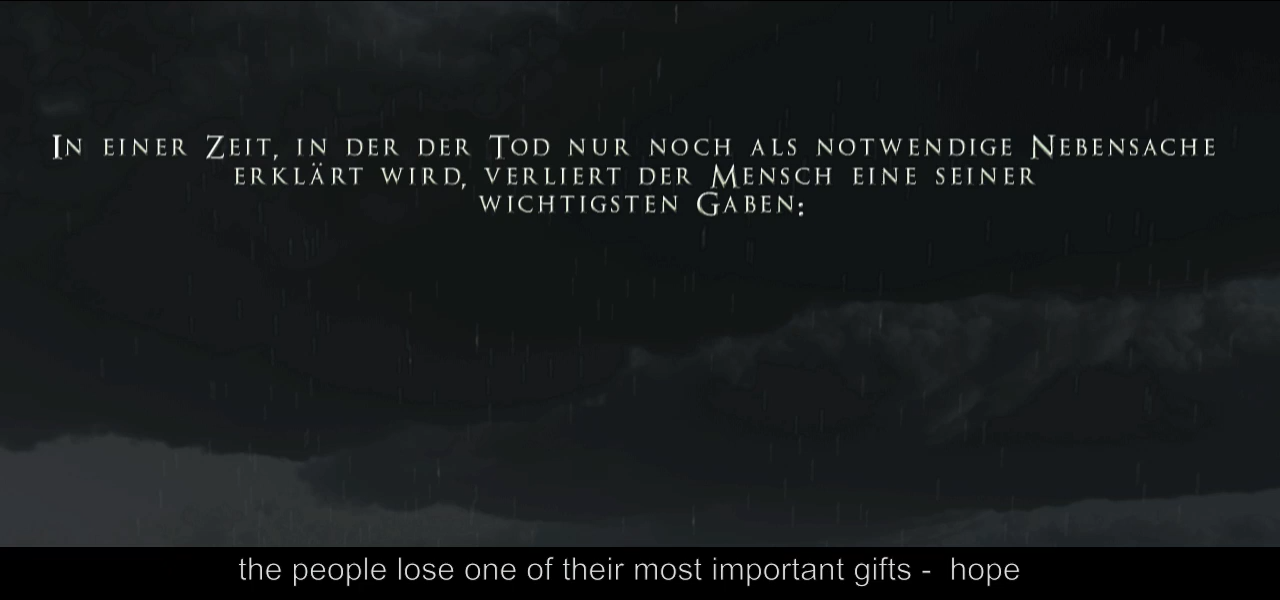 In einer Zeit, in der der Tod nur noch als notwendige Nebensache
erklärt wird, verliert der Mensch eine seiner
wichtigsten Gaben:
the people lose one of their most important gifts -  hope